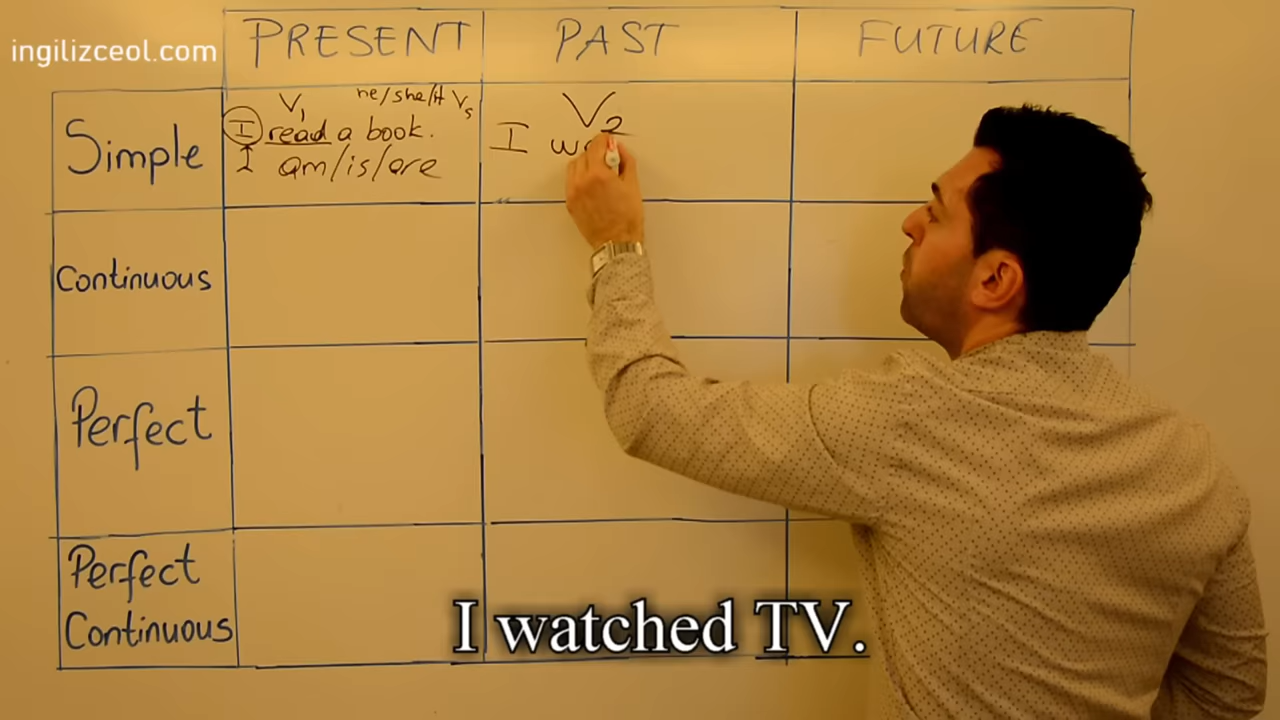 ingilizceol.com
PRESENT PAST FUTURE
Simple
V1 he/she/it Vs
I read a book.
I am/is/are
V2
I wa
Continuous
Perfect
Perfect
Continuous
I watched TV.